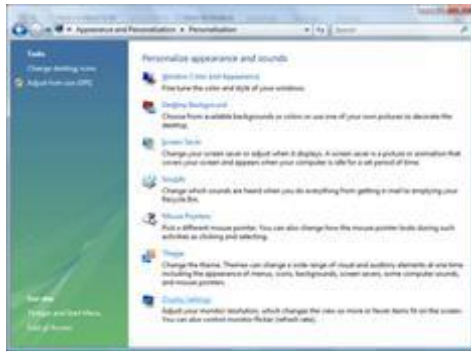 Appearance and Personalization ▸ Personalization
Tasks
Change desktop icons
Adjust font size (DPI)
Personalize appearance and sounds
Window Color and Appearance
Fine tune the color and style of your windows.
Desktop Background
Choose from available backgrounds or colors or use one of your own pictures to decorate the
desktop.
Screen Saver
Change your screen saver or adjust when it displays. A screen saver is a picture or animation that
covers your screen and appears when your computer is idle for a set period of time.
Sounds
Change which sounds are heard when you do everything from getting e-mail to emptying your
Recycle Bin.
Mouse Pointers
Pick a different mouse pointer. You can also change how the mouse pointer looks during such
activities as clicking and selecting.
Theme
Change the theme. Themes can change a wide range of visual and auditory elements at one time
including the appearance of menus, icons, backgrounds, screen savers, some computer sounds,
and mouse pointers.
Display Settings
Adjust your monitor resolution, which changes the view so more or fewer items fit on the screen.
You can also control monitor flicker (refresh rate).
See also
Taskbar and Start Menu
Ease of Access